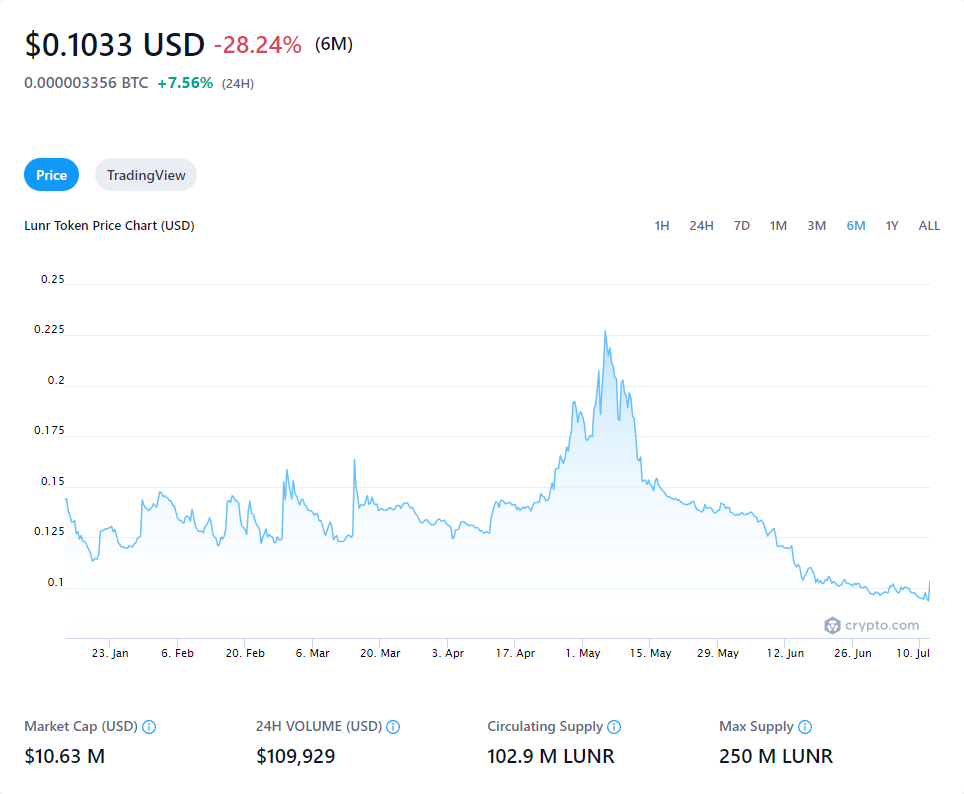 $0.1033 USD -28.24% (6M)
0.000003356 BTC +7.56% (24H)
Price TradingView
Lunr Token Price Chart (USD) 1H 24H 7D 1M 3M 6M 1Y ALL
0.25
0.225
0.2
0.175
0.15
0.125
0.1
crypto.com
23. Jan 6. Feb 20. Feb 6. Mar 20. Mar 3. Apr 17. Apr 1. May 15. May 29. May 12. Jun 26. Jun 10. Jul
Market Cap (USD) 24H VOLUME (USD) Circulating Supply Max Supply
$10.63 M $109,929 102.9 M LUNR 250 M LUNR